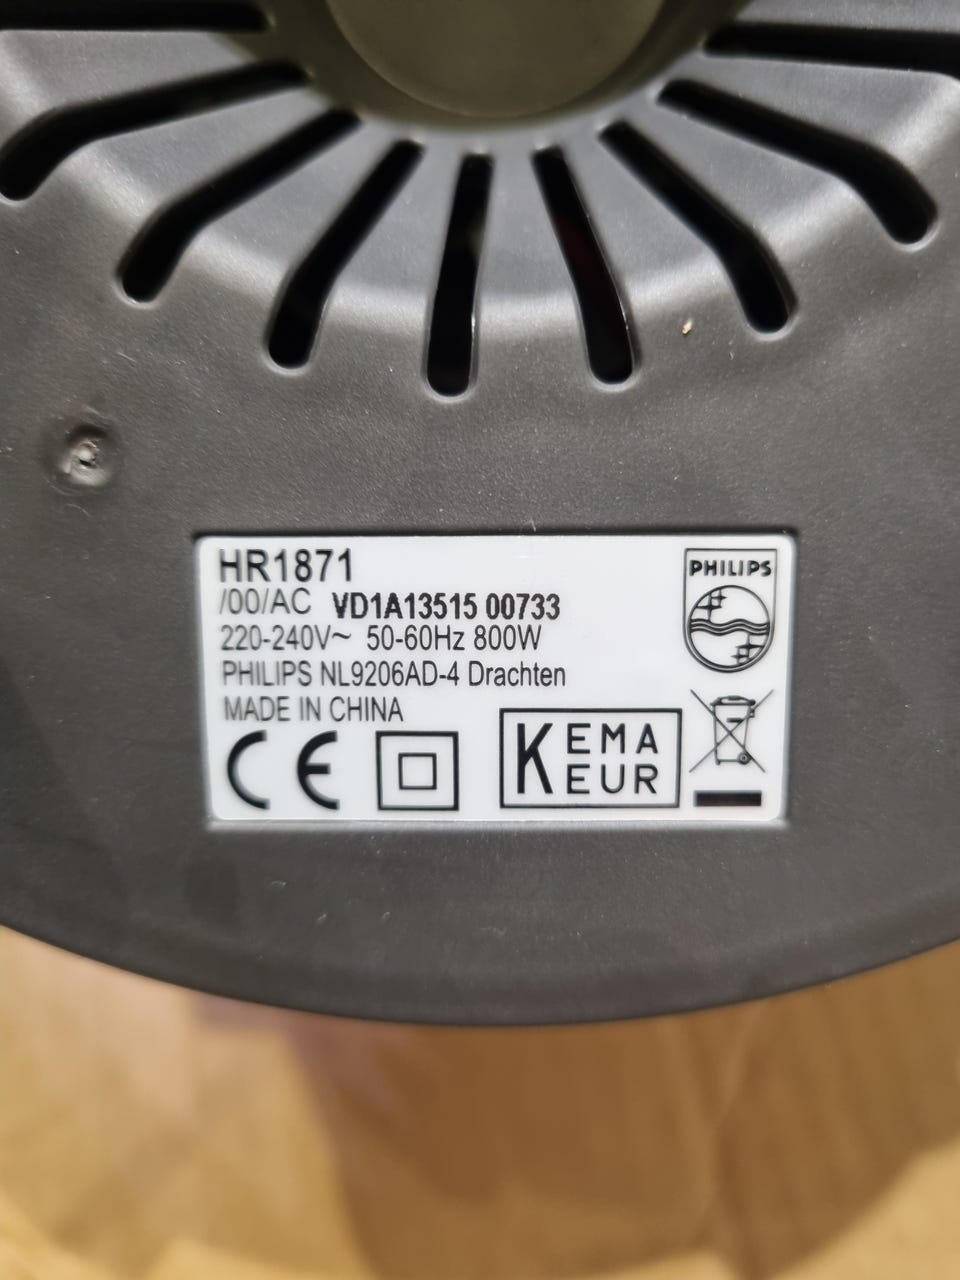 HR1871
/00/AC VD1A13515 00733
220-240V~ 50-60Hz 800W
PHILIPS NL9206AD-4 Drachten
MADE IN CHINA
PHILIPS
CE
KEMA
EUR